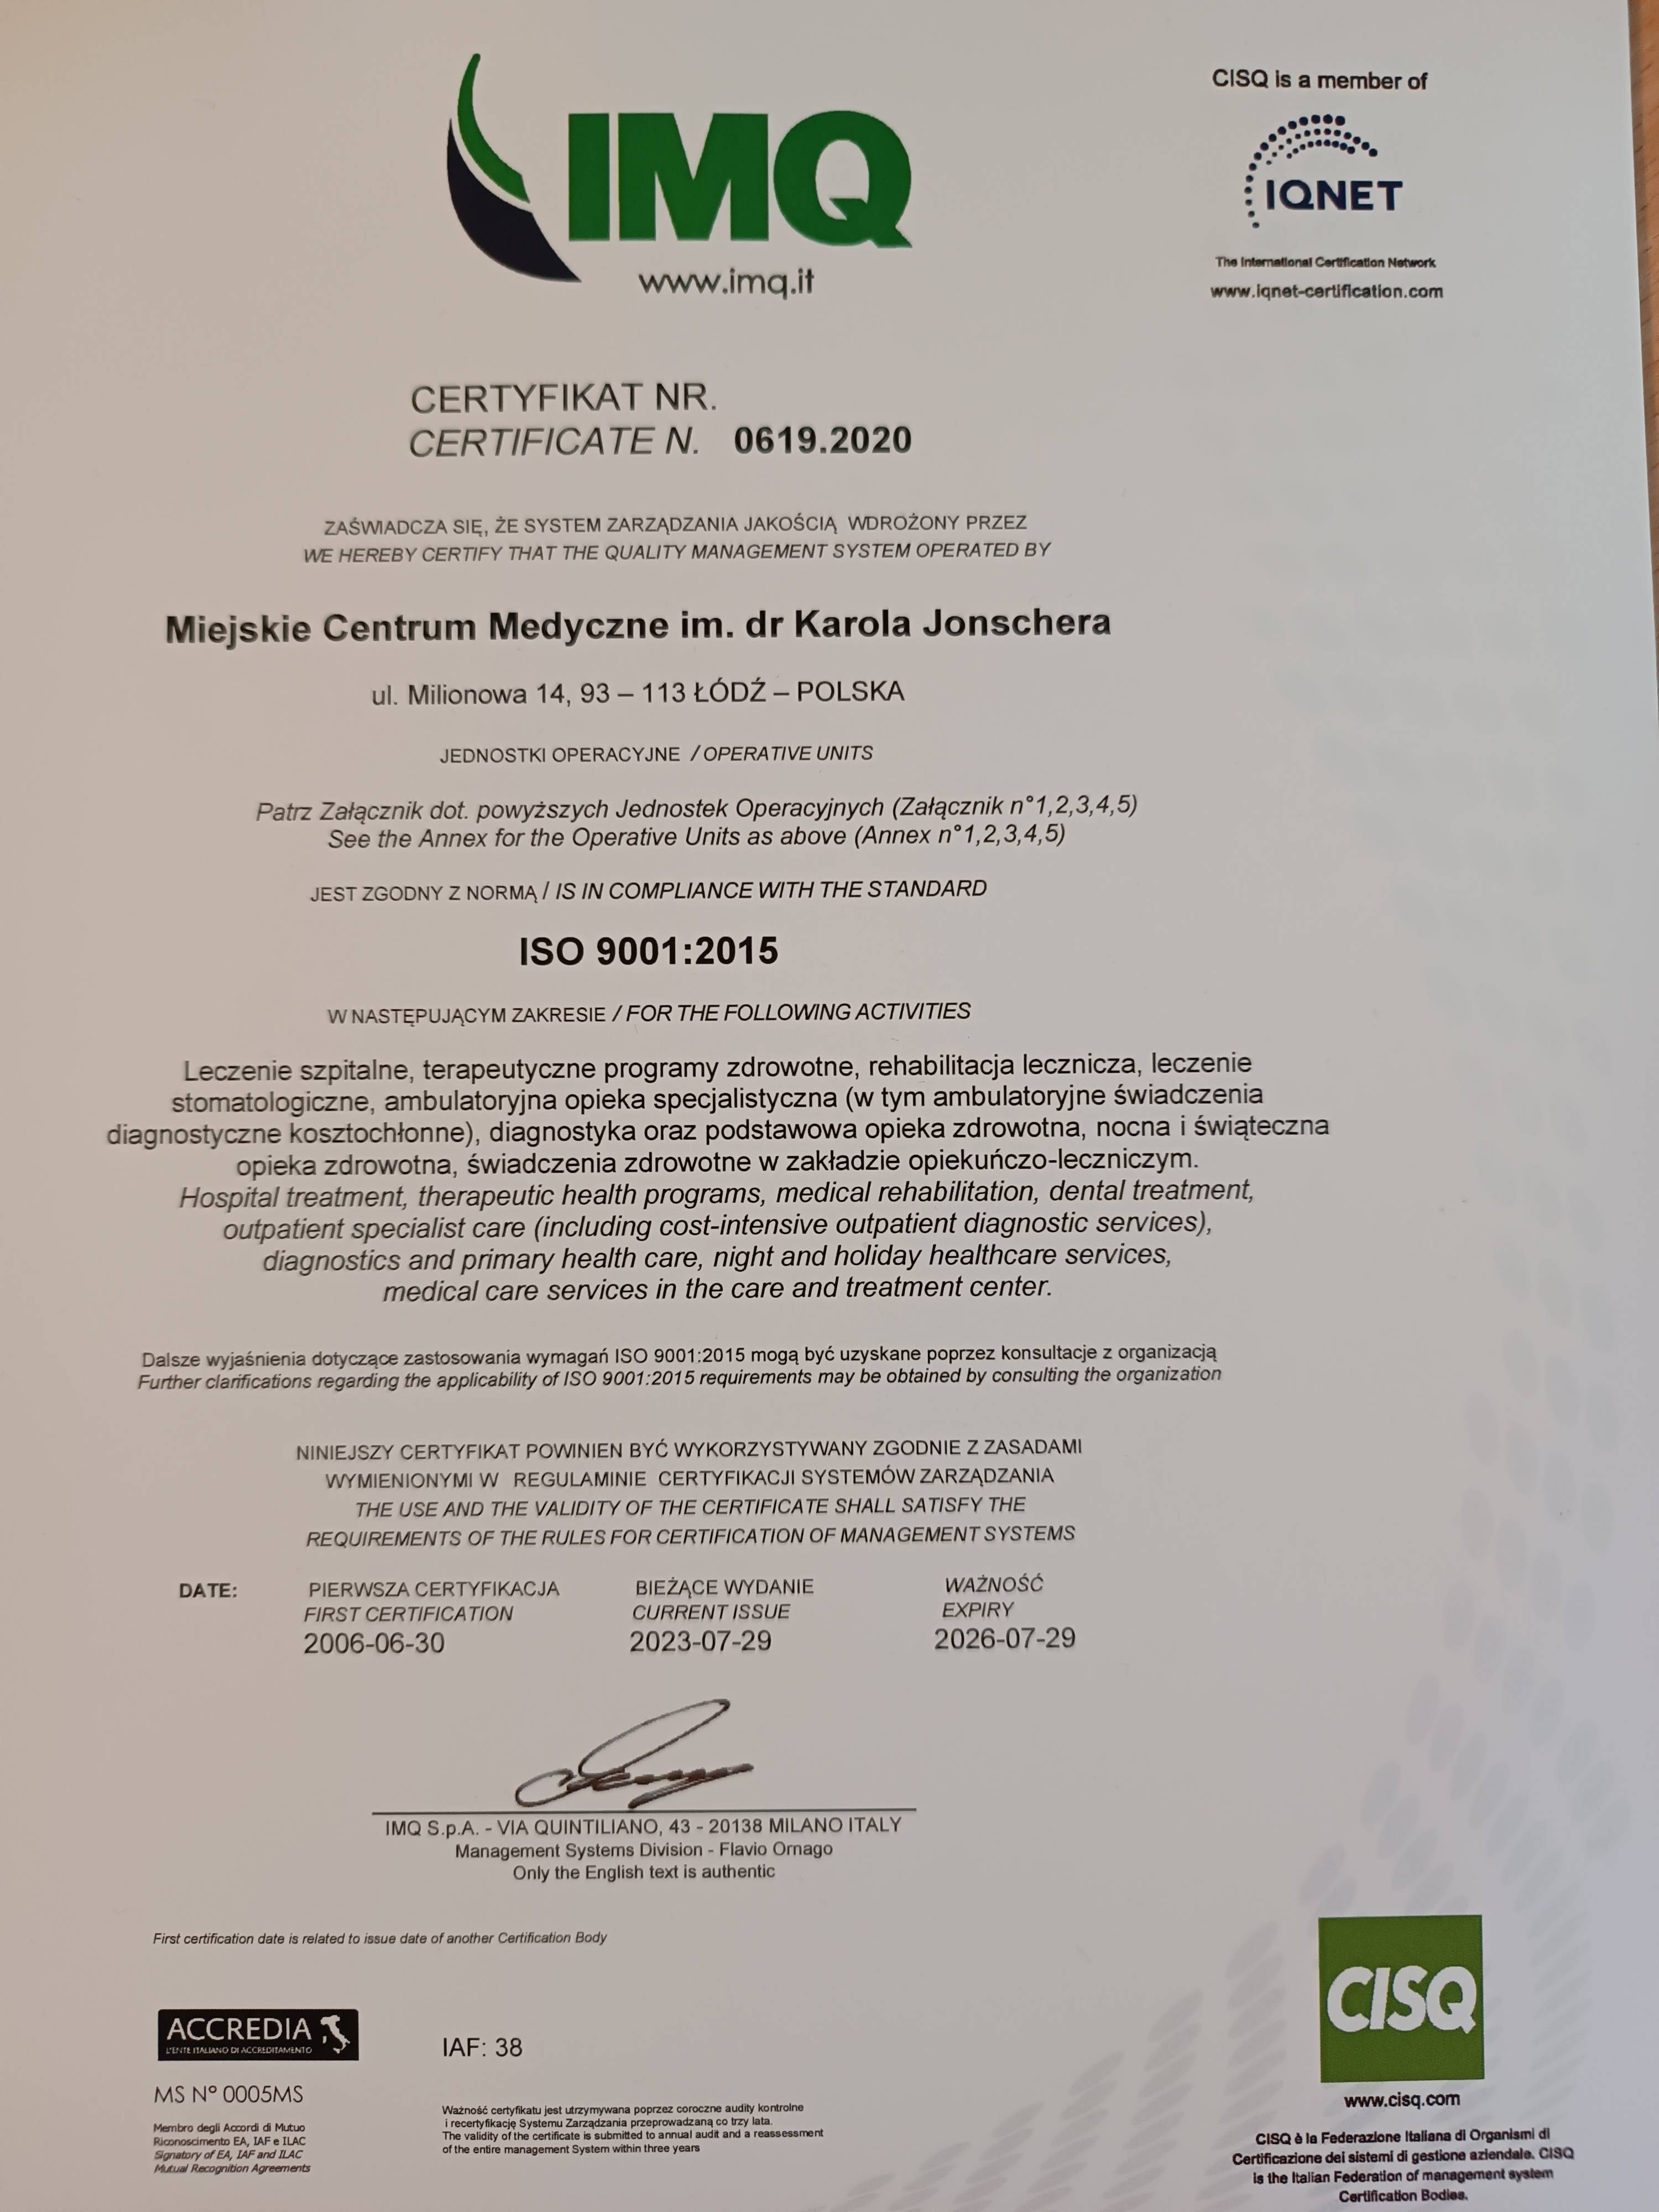 IMQ
www.imq.it
CISQ is a member of
IQNET
The International Certification Network
www.iqnet-certification.com
CERTYFIKAT NR.
CERTIFICATE N. 0619.2020
ZAŚWIADCZA SIĘ, ŻE SYSTEM ZARZĄDZANIA JAKOŚCIĄ WDROŻONY PRZEZ
WE HEREBY CERTIFY THAT THE QUALITY MANAGEMENT SYSTEM OPERATED BY
Miejskie Centrum Medyczne im. dr Karola Jonschera
ul. Milionowa 14, 93 – 113 ŁÓDŹ – POLSKA
JEDNOSTKI OPERACYJNE / OPERATIVE UNITS
Patrz Załącznik dot. powyższych Jednostek Operacyjnych (Załącznik n°1,2,3,4,5)
See the Annex for the Operative Units as above (Annex n°1,2,3,4,5)
JEST ZGODNY Z NORMĄ / IS IN COMPLIANCE WITH THE STANDARD
ISO 9001:2015
W NASTĘPUJĄCYM ZAKRESIE / FOR THE FOLLOWING ACTIVITIES
Leczenie szpitalne, terapeutyczne programy zdrowotne, rehabilitacja lecznicza, leczenie
stomatologiczne, ambulatoryjna opieka specjalistyczna (w tym ambulatoryjne świadczenia
diagnostyczne kosztochłonne), diagnostyka oraz podstawowa opieka zdrowotna, nocna i świąteczna
opieka zdrowotna, świadczenia zdrowotne w zakładzie opiekuńczo-leczniczym.
Hospital treatment, therapeutic health programs, medical rehabilitation, dental treatment,
outpatient specialist care (including cost-intensive outpatient diagnostic services),
diagnostics and primary health care, night and holiday healthcare services,
medical care services in the care and treatment center.
Dalsze wyjaśnienia dotyczące zastosowania wymagań ISO 9001:2015 mogą być uzyskane poprzez konsultacje z organizacją
Further clarifications regarding the applicability of ISO 9001:2015 requirements may be obtained by consulting the organization
NINIEJSZY CERTYFIKAT POWINIEN BYĆ WYKORZYSTYWANY ZGODNIE Z ZASADAMI
WYMIENIONYMI W REGULAMINIE CERTYFIKACJI SYSTEMÓW ZARZĄDZANIA
THE USE AND THE VALIDITY OF THE CERTIFICATE SHALL SATISFY THE
REQUIREMENTS OF THE RULES FOR CERTIFICATION OF MANAGEMENT SYSTEMS
DATE: PIERWSZA CERTYFIKACJA BIEŻĄCE WYDANIE WAŻNOŚĆ
FIRST CERTIFICATION CURRENT ISSUE EXPIRY
2006-06-30 2023-07-29 2026-07-29
IMQ S.p.A. - VIA QUINTILIANO, 43 - 20138 MILANO ITALY
Management Systems Division - Flavio Ornago
Only the English text is authentic
First certification date is related to issue date of another Certification Body
ACCREDIA
L'ENTE ITALIANO DI ACCREDITAMENTO
MS N° 0005MS
Membro degli Accordi di Mutuo
Riconoscimento EA, IAF e ILAC
Signatory of EA, IAF and ILAC
Mutual Recognition Agreements
IAF: 38
Ważność certyfikatu jest utrzymywana poprzez coroczne audity kontrolne
i recertyfikację Systemu Zarządzania przeprowadzaną co trzy lata.
The validity of the certificate is submitted to annual audit and a reassessment
of the entire management System within three years
CISQ
www.cisq.com
CISQ è la Federazione Italiana di Organismi di
Certificazione dei sistemi di gestione aziendale. CISQ
is the Italian Federation of management system
Certification Bodies.